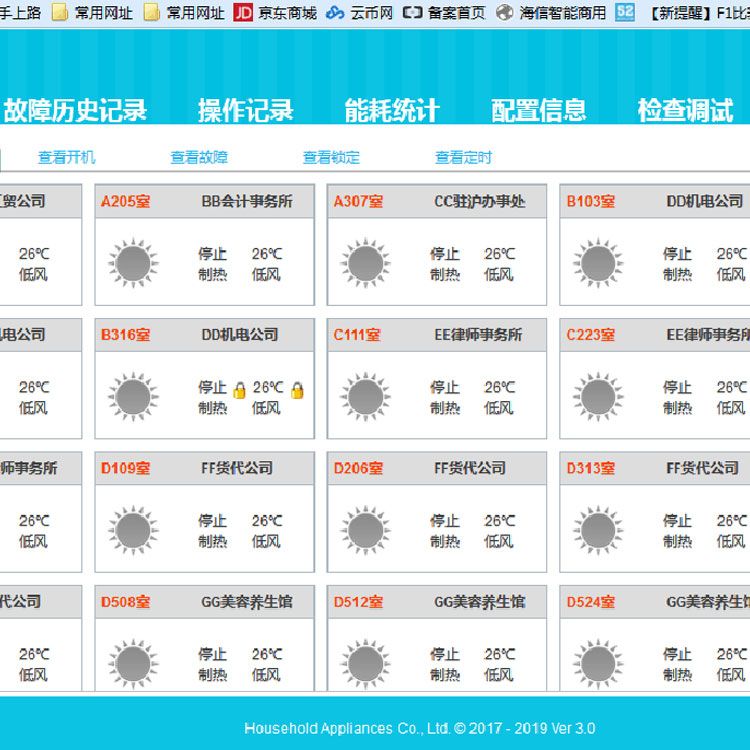 手上路 常用网址 常用网址 JD 京东商城 云币网 备案首页 海信智能商用 52 【新提醒】F1比
故障历史记录 操作记录 能耗统计 配置信息 检查调试
查看开机 查看故障 查看锁定 查看定时
贸公司 A205室 BB会计事务所 A307室 CC驻沪办事处 B103室 DD机电公司
26℃ 停止 26℃ 停止 26℃ 停止 26℃
低风 制热 低风 制热 低风 制热 低风
电公司 B316室 DD机电公司 C111室 EE律师事务所 C223室 EE律师事务所
26℃ 停止 26℃ 停止 26℃ 停止 26℃
低风 制热 低风 制热 低风 制热 低风
师事务所 D109室 FF货代公司 D206室 FF货代公司 D313室 FF货代公司
26℃ 停止 26℃ 停止 26℃ 停止 26℃
低风 制热 低风 制热 低风 制热 低风
代公司 D508室 GG美容养生馆 D512室 GG美容养生馆 D524室 GG美容养生馆
26℃ 停止 26℃ 停止 26℃ 停止 26℃
低风 制热 低风 制热 低风 制热 低风
Household Appliances Co., Ltd. © 2017 - 2019 Ver 3.0